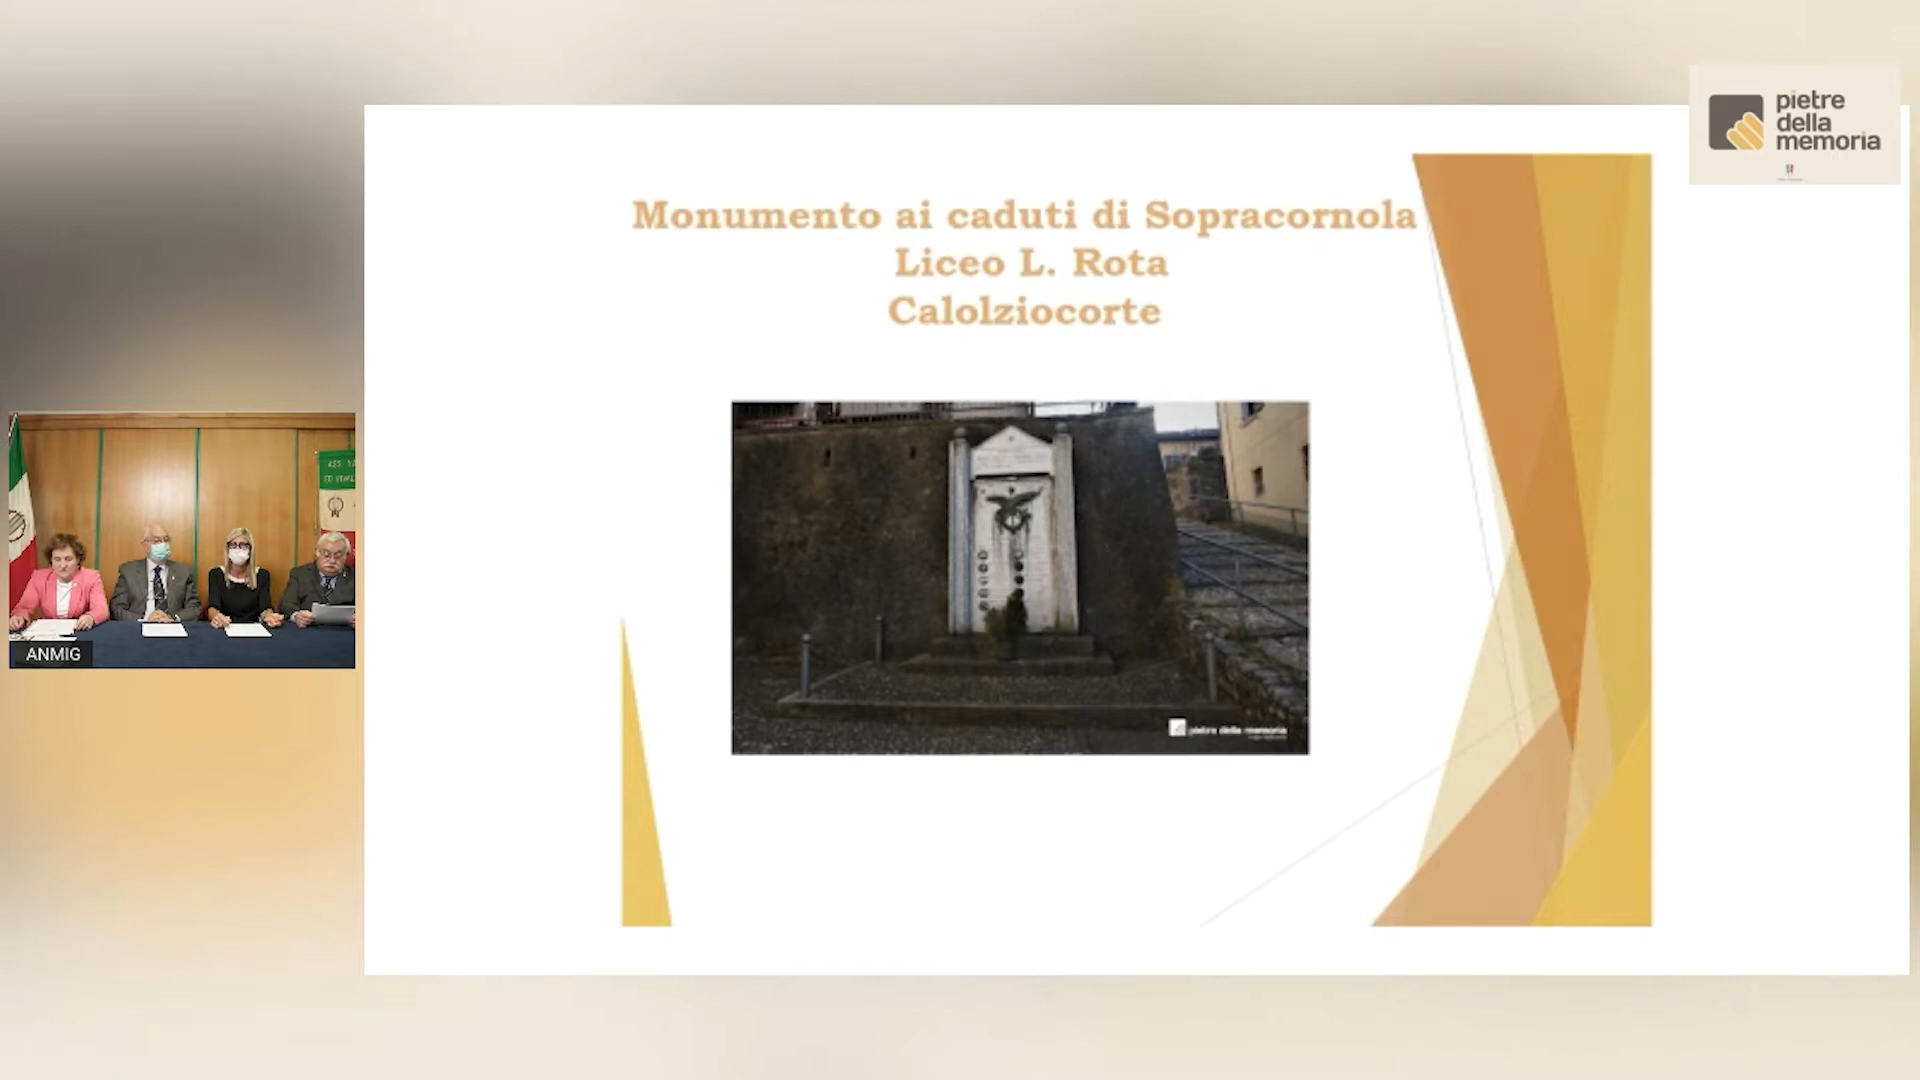 pietre
della
memoria
Monumento ai caduti di Sopracornola
Liceo L. Rota
Calolziocorte
pietre della memoria
ANMIG